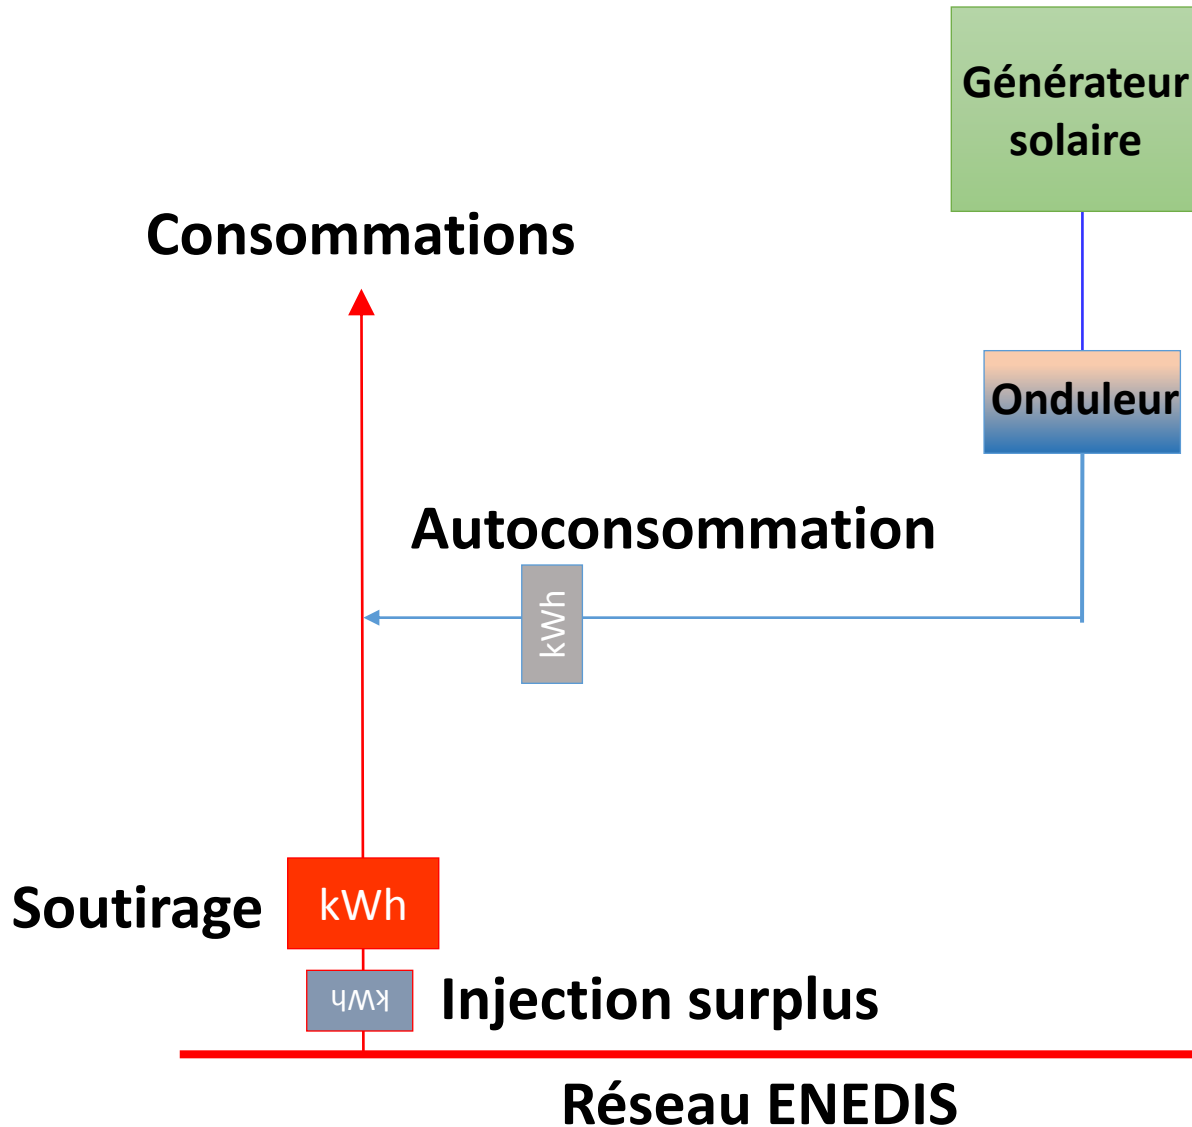 Générateur
solaire
Consommations
Onduleur
Autoconsommation
kWh
Soutirage
kWh
kWh
Injection surplus
Réseau ENEDIS